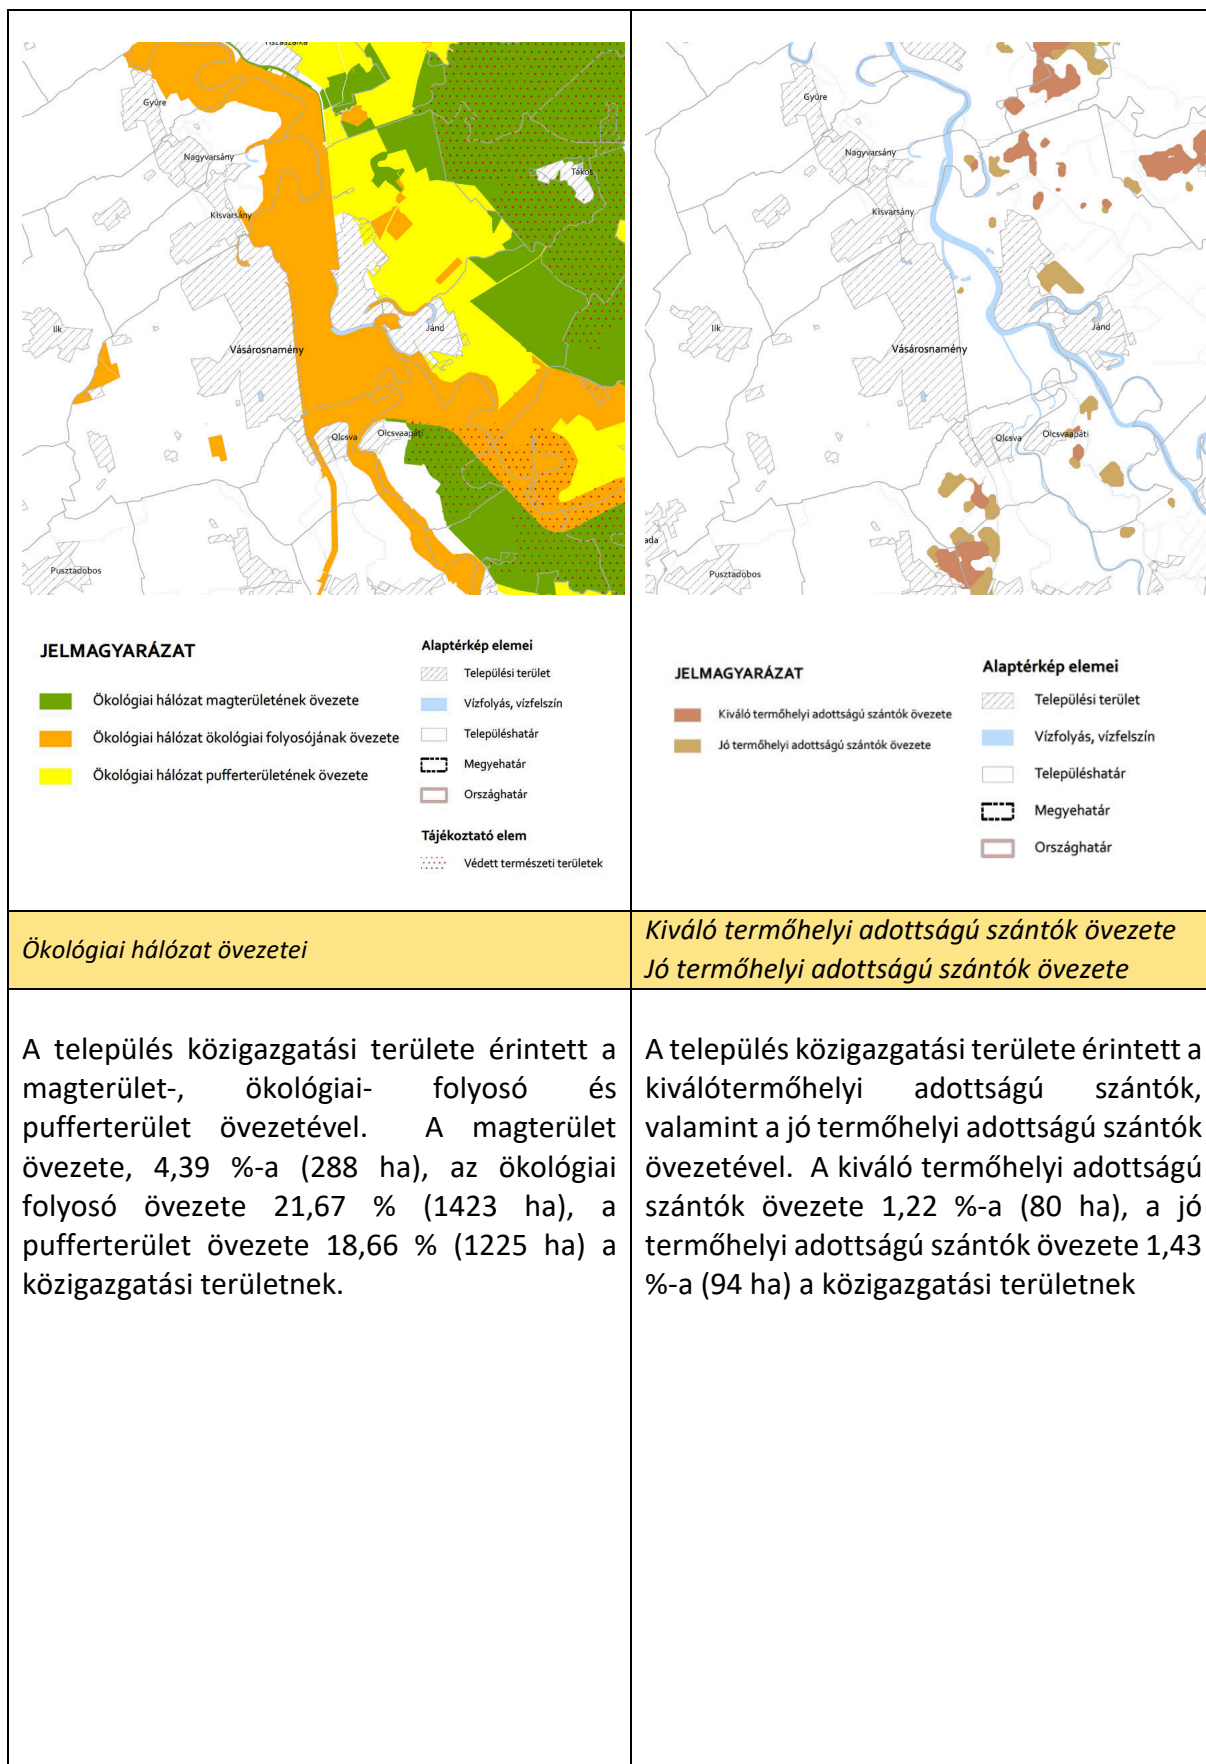 Tiszaszalka
Gyüre
Nagyvarsány
Tákos
Kisvarsány
Ilk
Jánd
Vásárosnamény
Olcsva
Olcsvaapáti
Pusztadobos
JELMAGYARÁZAT
Ökológiai hálózat magterületének övezete
Ökológiai hálózat ökológiai folyosójának övezete
Ökológiai hálózat pufferterületének övezete
Alaptérkép elemei
Települési terület
Vízfolyás, vízfelszín
Településhatár
Megyehatár
Országhatár
Tájékoztató elem
Védett természeti területek
Gyüre
Nagyvarsány
Kisvarsány
Ilk
Jánd
Vásárosnamény
Olcsva
Olcsvaapáti
ada
Pusztadobos
JELMAGYARÁZAT
Kiváló termőhelyi adottságú szántók övezete
Jó termőhelyi adottságú szántók övezete
Alaptérkép elemei
Települési terület
Vízfolyás, vízfelszín
Településhatár
Megyehatár
Országhatár
Ökológiai hálózat övezetei
Kiváló termőhelyi adottságú szántók övezete
Jó termőhelyi adottságú szántók övezete
A település közigazgatási területe érintett a
magterület-, ökológiai- folyosó és
pufferterület övezetével. A magterület
övezete, 4,39 %-a (288 ha), az ökológiai
folyosó övezete 21,67 % (1423 ha), a
pufferterület övezete 18,66 % (1225 ha) a
közigazgatási területnek.
A település közigazgatási területe érintett a
kiválótermőhelyi adottságú szántók,
valamint a jó termőhelyi adottságú szántók
övezetével. A kiváló termőhelyi adottságú
szántók övezete 1,22 %-a (80 ha), a jó
termőhelyi adottságú szántók övezete 1,43
%-a (94 ha) a közigazgatási területnek